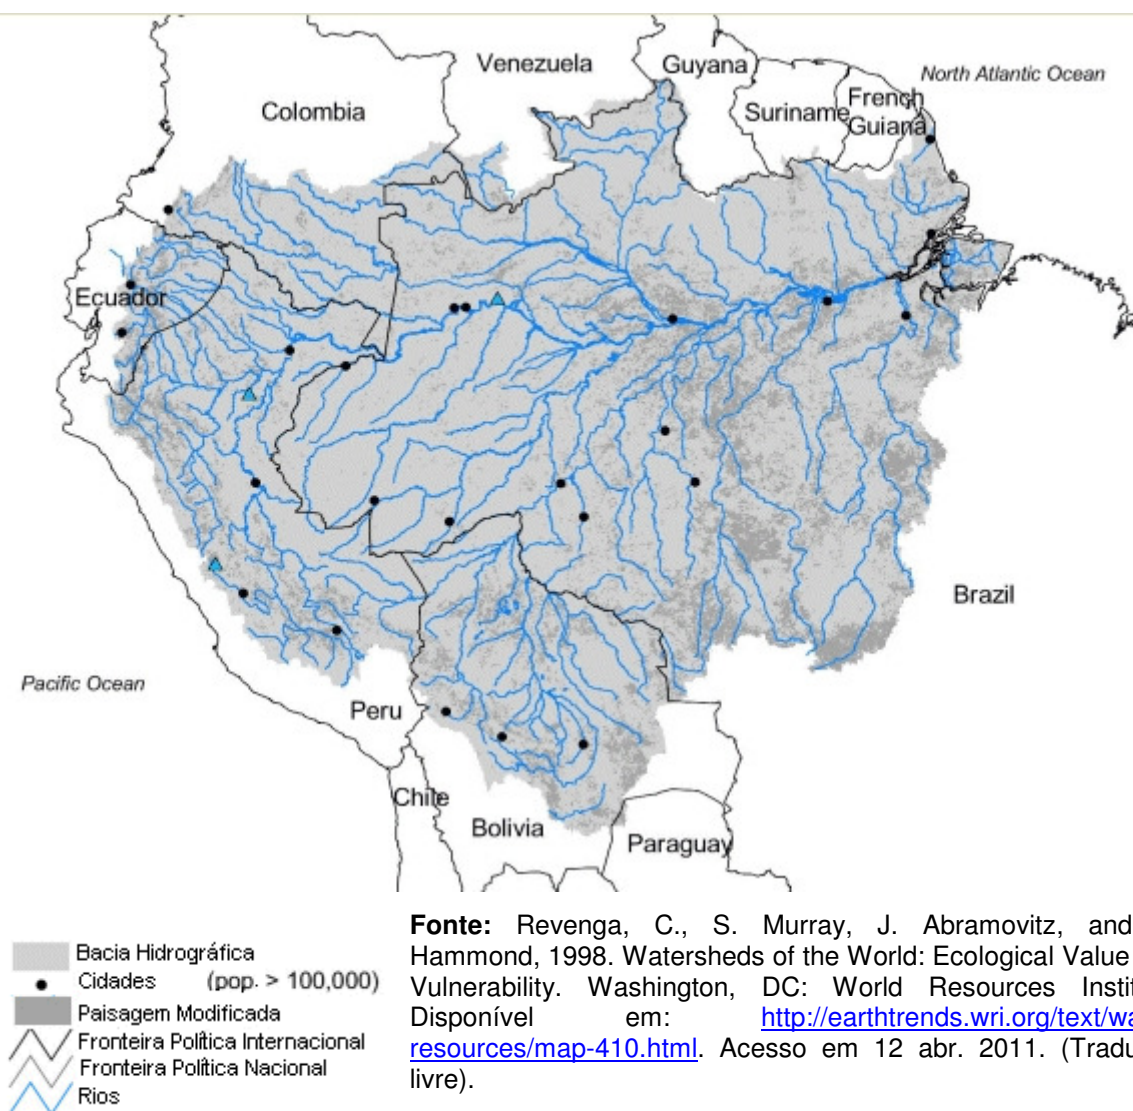 Venezuela
Guyana
North Atlantic Ocean
Colombia
Suriname
French
Guiana
Ecuador
Brazil
Pacific Ocean
Peru
Chile
Bolivia
Paraguay
Bacia Hidrográfica
Cidades (pop. > 100,000)
Paisagem Modificada
Fronteira Política Internacional
Fronteira Política Nacional
Rios
Fonte: Revenga, C., S. Murray, J. Abramovitz, and
Hammond, 1998. Watersheds of the World: Ecological Value
Vulnerability. Washington, DC: World Resources Instit
Disponível em: http://earthtrends.wri.org/text/wa
resources/map-410.html. Acesso em 12 abr. 2011. (Tradu
livre).